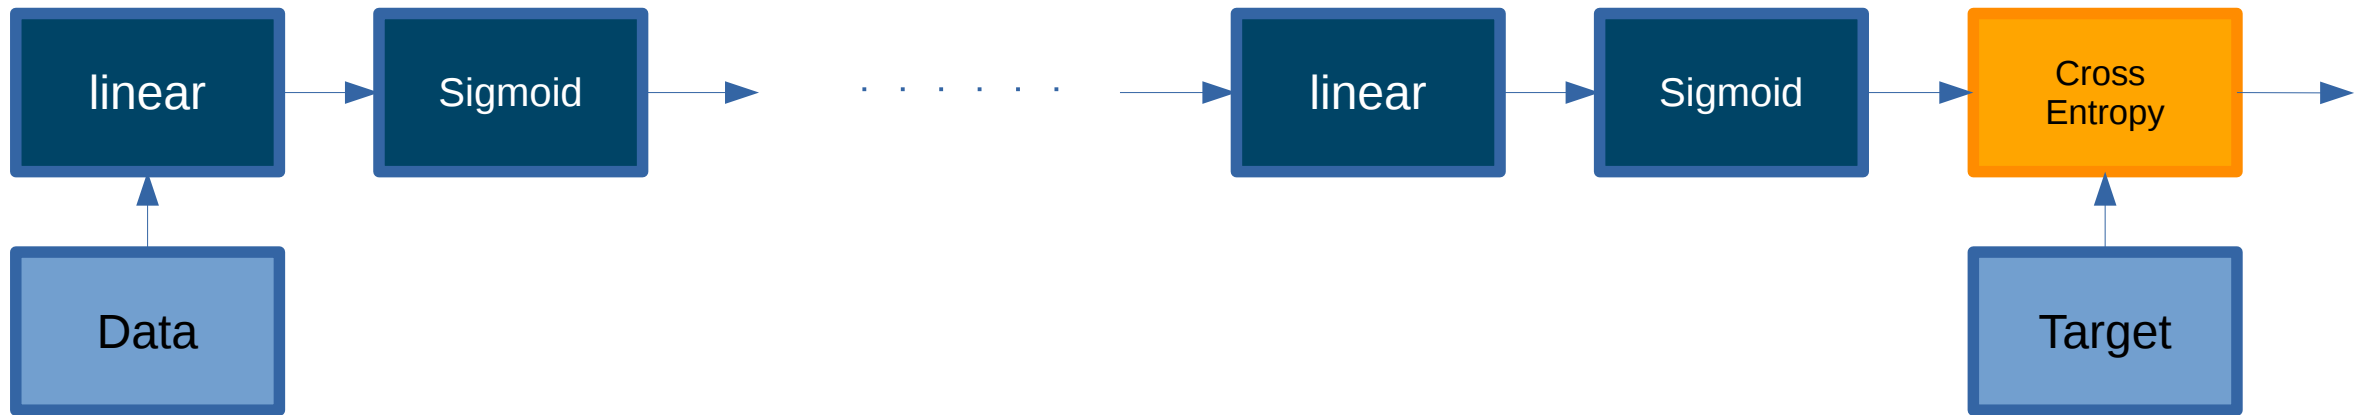 linear
Sigmoid
. . . . . .
linear
Sigmoid
Cross
Entropy
Data
Target